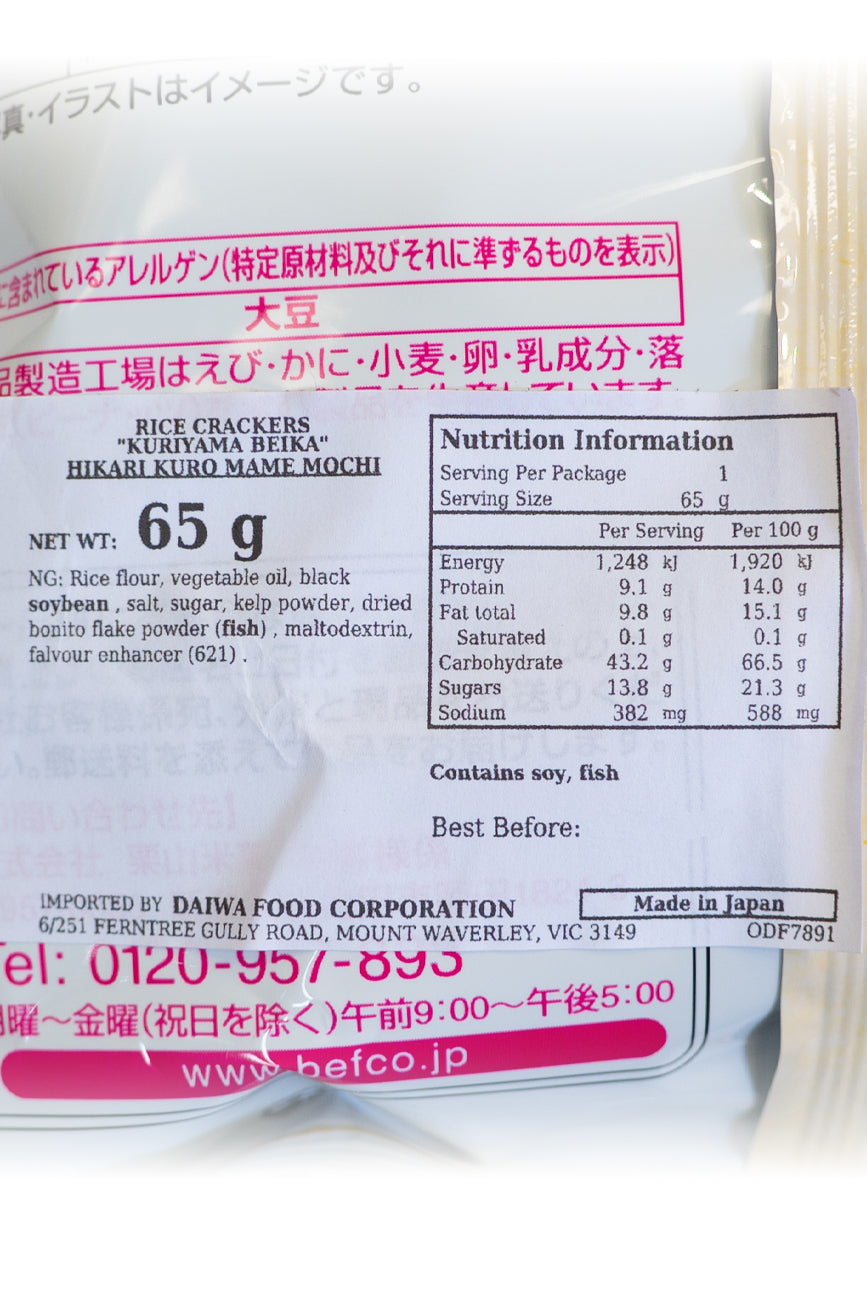 真・イラストはイメージです。
含まれているアレルゲン(特定原材料及びそれに準ずるものを表示)
大豆
品製造工場はえび・かに・小麦・卵・乳成分・落
RICE CRACKERS
"KURIYAMA BEIKA"
HIKARI KURO MAME MOCHI
NET WT: 65 g
NG: Rice flour, vegetable oil, black
soybean , salt, sugar, kelp powder, dried
bonito flake powder (fish) , maltodextrin,
falvour enhancer (621) .
Nutrition Information
Serving Per Package 1
Serving Size 65 g
Per Serving Per 100 g
Energy 1,248 kJ 1,920 kJ
Protein 9.1 g 14.0 g
Fat total 9.8 g 15.1 g
Saturated 0.1 g 0.1 g
Carbohydrate 43.2 g 66.5 g
Sugars 13.8 g 21.3 g
Sodium 382 mg 588 mg
Contains soy, fish
Best Before:
IMPORTED BY DAIWA FOOD CORPORATION
6/251 FERNTREE GULLY ROAD, MOUNT WAVERLEY, VIC 3149
Made in Japan
ODF7891
Tel: 0120-957-893
月曜～金曜(祝日を除く)午前9:00～午後5:00
www.befco.jp